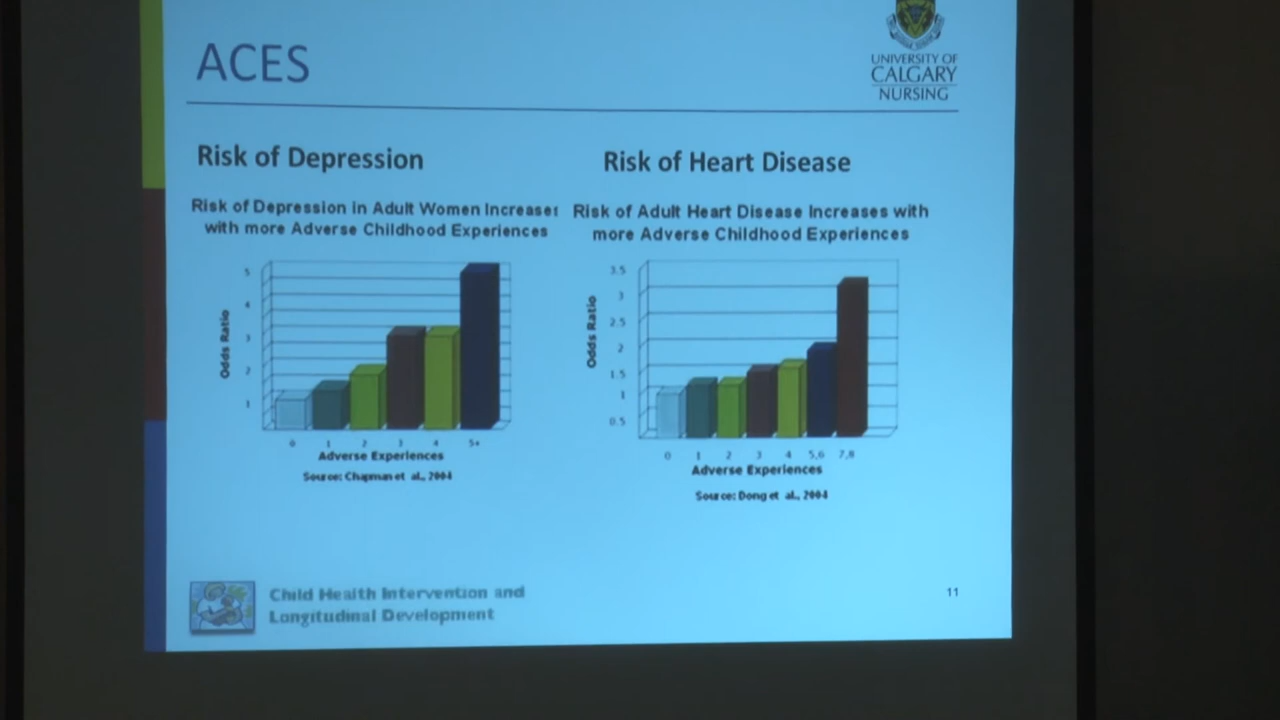 ACES
UNIVERSITY OF
CALGARY
NURSING
Risk of Depression
Risk of Depression in Adult Women Increases
with more Adverse Childhood Experiences
5
4
3
2
1
Odds Ratio
0 1 2 3 4 5+
Adverse Experiences
Source: Chapman et al., 2004
Risk of Heart Disease
Risk of Adult Heart Disease Increases with
more Adverse Childhood Experiences
3.5
3
2.5
2
1.5
1
0.5
Odds Ratio
0 1 2 3 4 5,6 7,8
Adverse Experiences
Source: Dong et al., 2004
Child Health Intervention and
Longitudinal Development
11